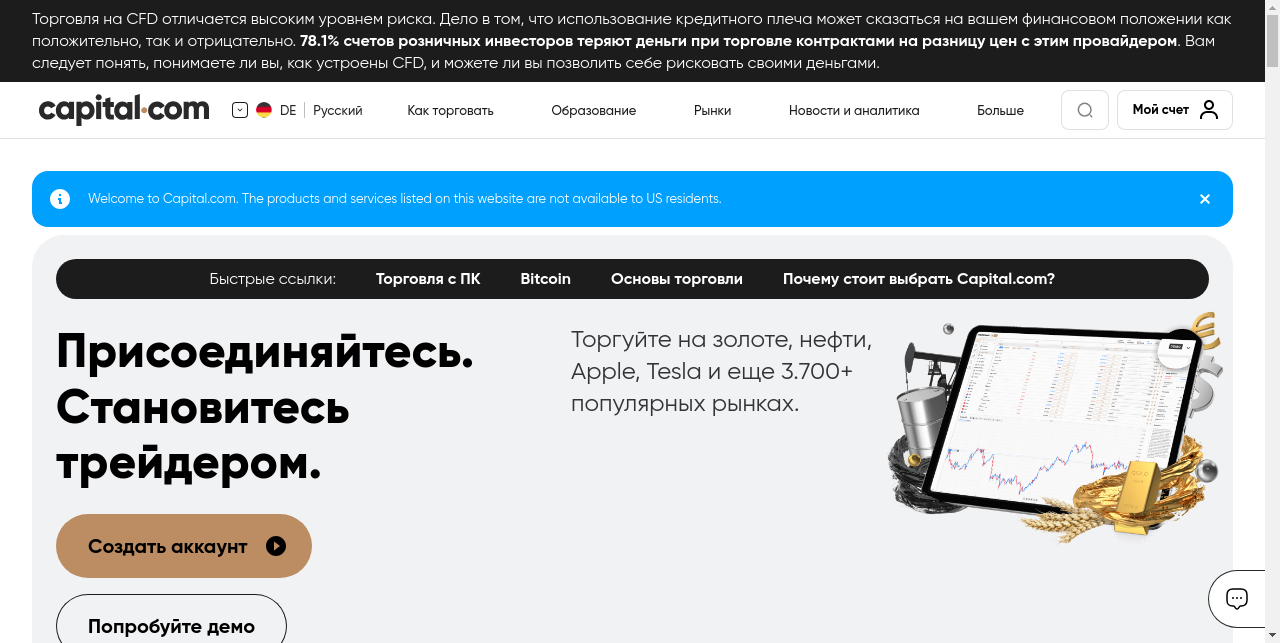 Торговля на CFD отличается высоким уровнем риска. Дело в том, что использование кредитного плеча может сказаться на вашем финансовом положении как
положительно, так и отрицательно. 78.1% счетов розничных инвесторов теряют деньги при торговле контрактами на разницу цен с этим провайдером. Вам
следует понять, понимаете ли вы, как устроены CFD, и можете ли вы позволить себе рисковать своими деньгами.
capital.com
DE
Русский
Как торговать
Образование
Рынки
Новости и аналитика
Больше
Мой счет
Welcome to Capital.com. The products and services listed on this website are not available to US residents.
Быстрые ссылки:
Торговля с ПК
Bitcoin
Основы торговли
Почему стоит выбрать Capital.com?
Присоединяйтесь.
Становитесь
трейдером.
Торгуйте на золоте, нефти,
Apple, Tesla и еще 3.700+
популярных рынках.
Создать аккаунт
Попробуйте демо